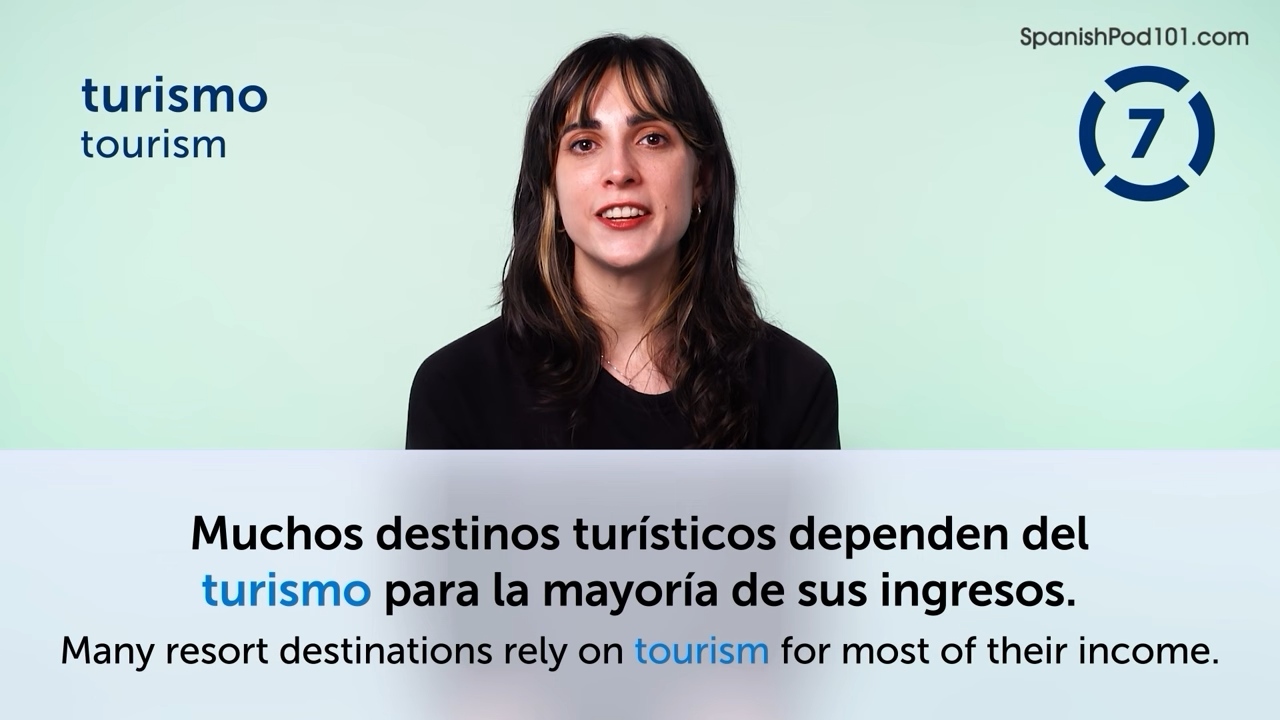 SpanishPod101.com
turismo
tourism
7
Muchos destinos turísticos dependen del
turismo para la mayoría de sus ingresos.
Many resort destinations rely on tourism for most of their income.